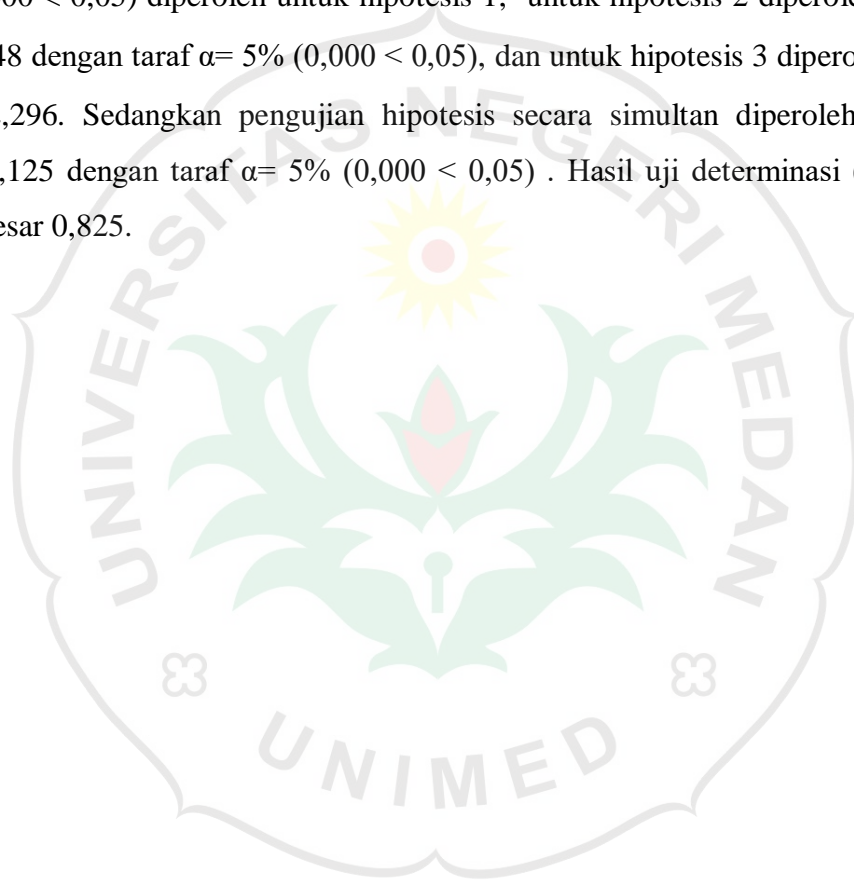 00 < 0,05) diperoleh untuk hipotesis 1, untuk hipotesis 2 diperole
48 dengan taraf α= 5% (0,000 < 0,05), dan untuk hipotesis 3 dipero
,296. Sedangkan pengujian hipotesis secara simultan diperoleh
,125 dengan taraf α= 5% (0,000 < 0,05) . Hasil uji determinasi (
esar 0,825.
UNIVERSITAS NEGERI MEDAN
UNIMED